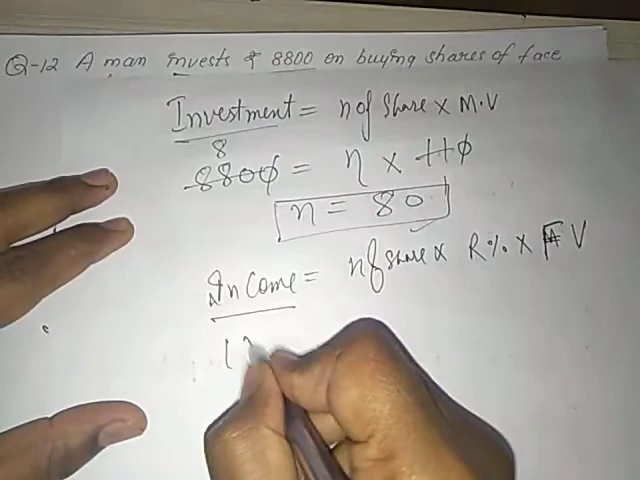 Q-12 A man invests ₹ 8800 on buying shares of face
Investment = n of share x M.V
8
8800 = n x 110
n = 80
Income = n of share x R% x F V